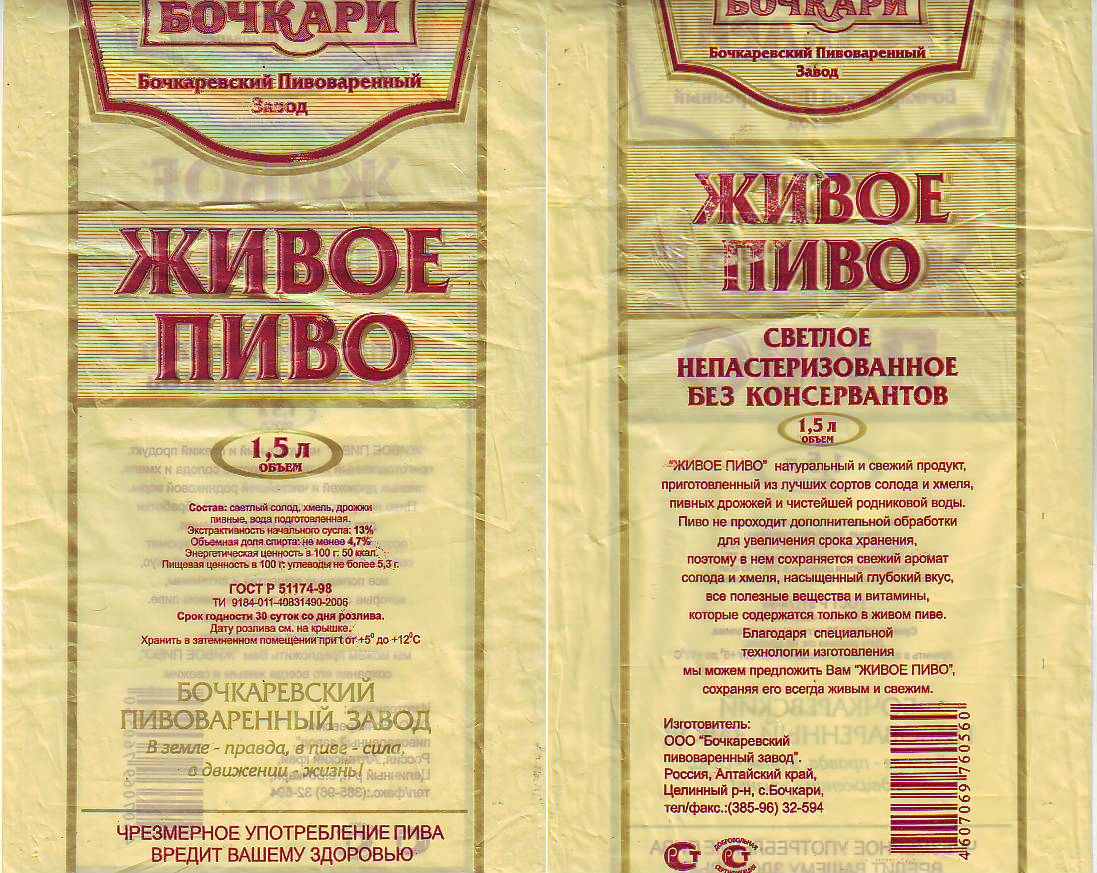 БОЧКАРИ
Бочкаревский Пивоваренный
Завод
ЖИВОЕ
ПИВО
1,5 л
ОБЪЕМ
Состав: светлый солод, хмель, дрожжи
пивные, вода подготовленная.
Экстрактивность начального сусла: 13%
Объемная доля спирта: не менее 4,7%
Энергетическая ценность в 100 г: 50 ккал.
Пищевая ценность в 100 г: углеводы не более 5,3 г.
ГОСТ Р 51174-98
ТИ 9184-011-40831490-2006
Срок годности 30 суток со дня розлива.
Дату розлива см. на крышке.
Хранить в затемненном помещении при t от +5⁰ до +12⁰С
БОЧКАРЕВСКИЙ
ПИВОВАРЕННЫЙ ЗАВОД
В земле - правда, в пиве - сила,
в движении - жизнь!
ЧРЕЗМЕРНОЕ УПОТРЕБЛЕНИЕ ПИВА
ВРЕДИТ ВАШЕМУ ЗДОРОВЬЮ
БОЧКАРИ
Бочкаревский Пивоваренный
Завод
ЖИВОЕ
ПИВО
СВЕТЛОЕ
НЕПАСТЕРИЗОВАННОЕ
БЕЗ КОНСЕРВАНТОВ
1,5 л
ОБЪЕМ
"ЖИВОЕ ПИВО" натуральный и свежий продукт,
приготовленный из лучших сортов солода и хмеля,
пивных дрожжей и чистейшей родниковой воды.
Пиво не проходит дополнительной обработки
для увеличения срока хранения,
поэтому в нем сохраняется свежий аромат
солода и хмеля, насыщенный глубокий вкус,
все полезные вещества и витамины,
которые содержатся только в живом пиве.
Благодаря специальной
технологии изготовления
мы можем предложить Вам "ЖИВОЕ ПИВО",
сохраняя его всегда живым и свежим.
Изготовитель:
ООО "Бочкаревский
пивоваренный завод".
Россия, Алтайский край,
Целинный р-н, с.Бочкари,
тел/факс.:(385-96) 32-594
4607069760560
РСТ
ДОБРОВОЛЬНАЯ
РСТ
СЕРТИФИКАЦИЯ